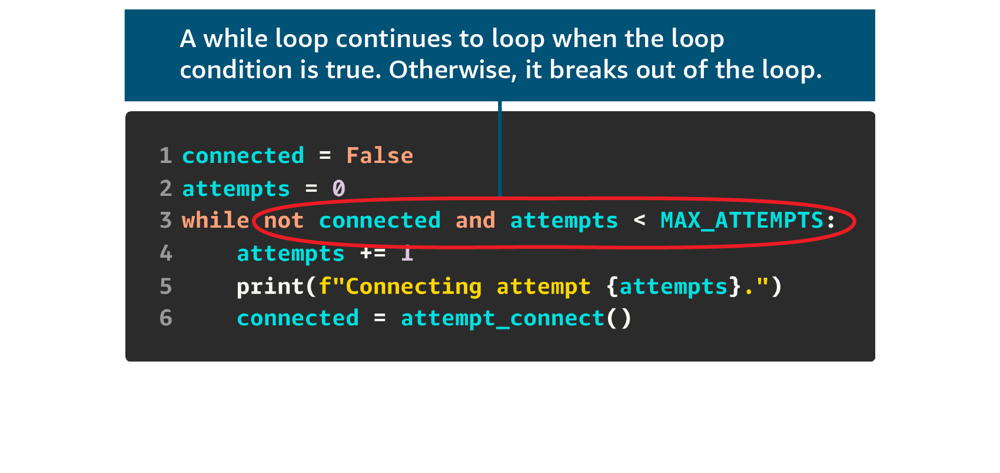 A while loop continues to loop when the loop
condition is true. Otherwise, it breaks out of the loop.
1 connected = False
2 attempts = 0
3 while not connected and attempts < MAX_ATTEMPTS:
4     attempts += 1
5     print(f"Connecting attempt {attempts}.")
6     connected = attempt_connect()